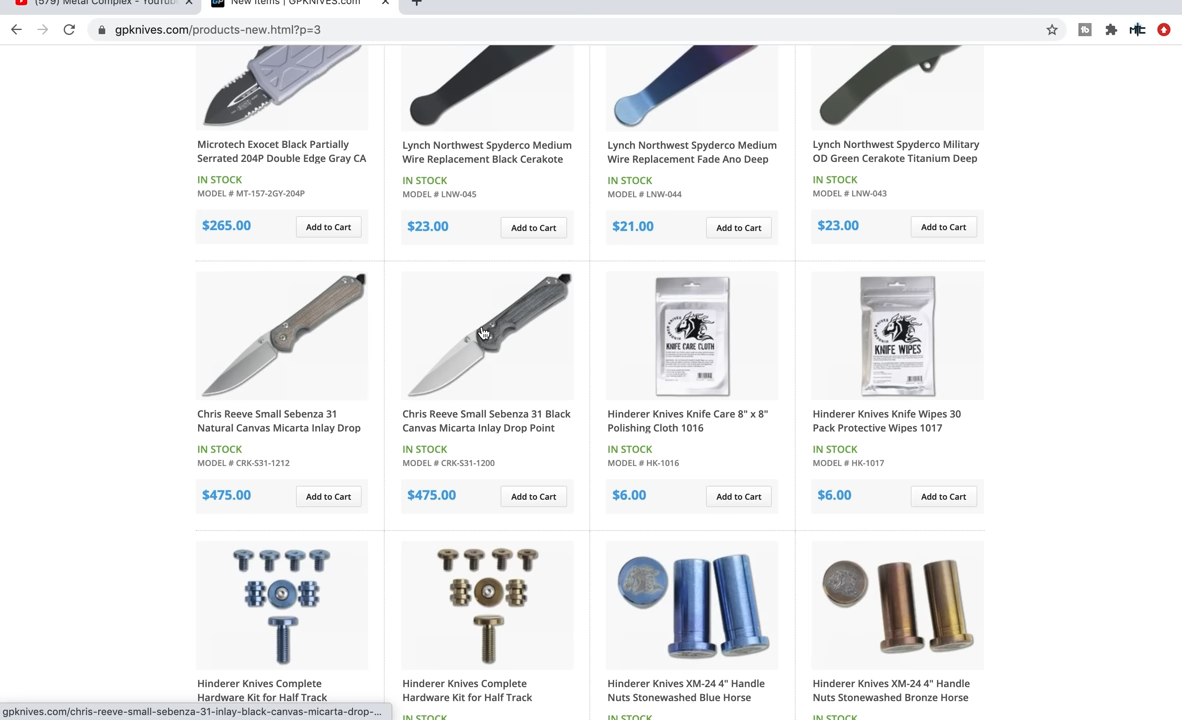 (579) Metal Complex - YouTub
New Items | GPKNIVES.com
gpknives.com/products-new.html?p=3
Microtech Exocet Black Partially
Serrated 204P Double Edge Gray CA
IN STOCK
MODEL # MT-157-2GY-204P
$265.00
Add to Cart
Lynch Northwest Spyderco Medium
Wire Replacement Black Cerakote
IN STOCK
MODEL # LNW-045
$23.00
Add to Cart
Lynch Northwest Spyderco Medium
Wire Replacement Fade Ano Deep
IN STOCK
MODEL # LNW-044
$21.00
Add to Cart
Lynch Northwest Spyderco Military
OD Green Cerakote Titanium Deep
IN STOCK
MODEL # LNW-043
$23.00
Add to Cart
Chris Reeve Small Sebenza 31
Natural Canvas Micarta Inlay Drop
IN STOCK
MODEL # CRK-S31-1212
$475.00
Add to Cart
Chris Reeve Small Sebenza 31 Black
Canvas Micarta Inlay Drop Point
IN STOCK
MODEL # CRK-S31-1200
$475.00
Add to Cart
KNIFE CARE CLOTH
Hinderer Knives Knife Care 8" x 8"
Polishing Cloth 1016
IN STOCK
MODEL # HK-1016
$6.00
Add to Cart
KNIFE WIPES
Hinderer Knives Knife Wipes 30
Pack Protective Wipes 1017
IN STOCK
MODEL # HK-1017
$6.00
Add to Cart
Hinderer Knives Complete
Hardware Kit for Half Track
Hinderer Knives Complete
Hardware Kit for Half Track
Hinderer Knives XM-24 4" Handle
Nuts Stonewashed Blue Horse
IN STOCK
Hinderer Knives XM-24 4" Handle
Nuts Stonewashed Bronze Horse
IN STOCK
gpknives.com/chris-reeve-small-sebenza-31-inlay-black-canvas-micarta-drop-...